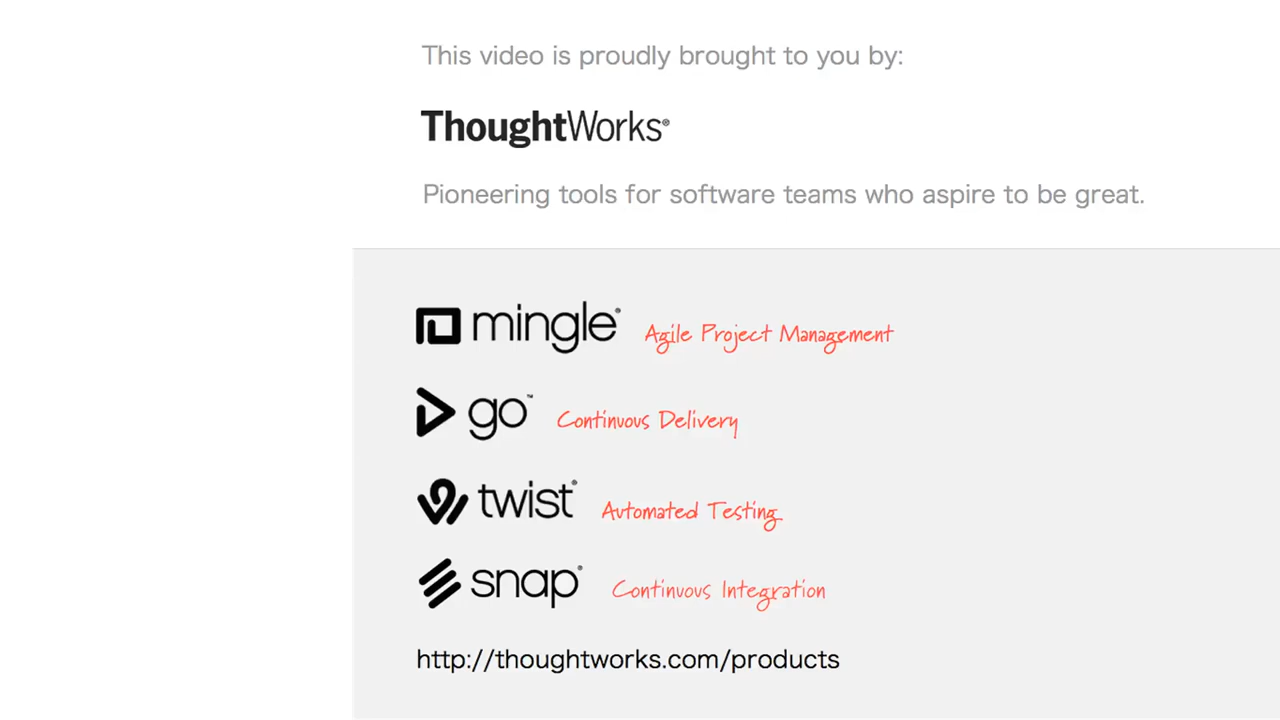 This video is proudly brought to you by:
ThoughtWorks®
Pioneering tools for software teams who aspire to be great.
mingle® Agile Project Management
go™ Continuous Delivery
twist® Automated Testing
snap® Continuous Integration
http://thoughtworks.com/products